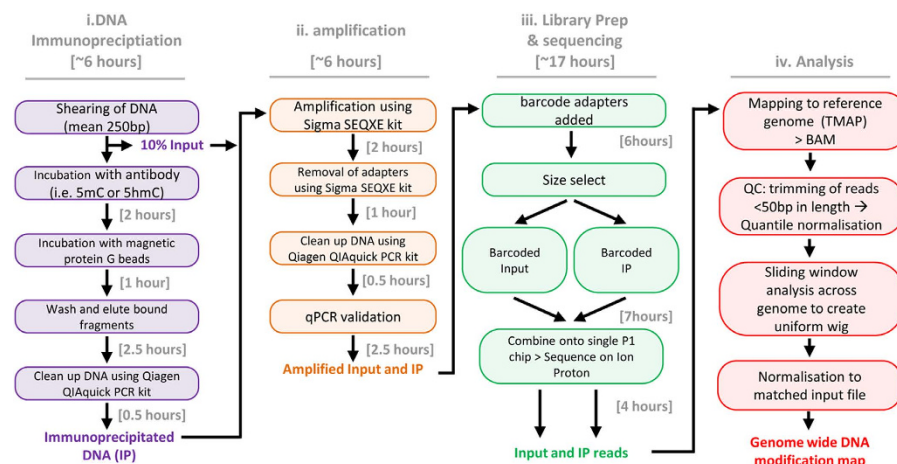 i.DNA
Immunopreciptiation
[~6 hours]
Shearing of DNA
(mean 250bp)
10% Input
Incubation with antibody
(i.e. 5mC or 5hmC)
[2 hours]
Incubation with magnetic
protein G beads
[1 hour]
Wash and elute bound
fragments
[2.5 hours]
Clean up DNA using Qiagen
QIAquick PCR kit
[0.5 hours]
Immunoprecipitated
DNA (IP)
ii. amplification
[~6 hours]
Amplification using
Sigma SEQXE kit
[2 hours]
Removal of adapters
using Sigma SEQXE kit
[1 hour]
Clean up DNA using
Qiagen QIAquick PCR kit
[0.5 hours]
qPCR validation
[2.5 hours]
Amplified Input and IP
iii. Library Prep
& sequencing
[~17 hours]
barcode adapters
added
[6hours]
Size select
Barcoded
Input
Barcoded
IP
[7hours]
Combine onto single P1
chip > Sequence on Ion
Proton
[4 hours]
Input and IP reads
iv. Analysis
Mapping to reference
genome (TMAP)
> BAM
QC: trimming of reads
<50bp in length →
Quantile normalisation
Sliding window
analysis across
genome to create
uniform wig
Normalisation to
matched input file
Genome wide DNA
modification map